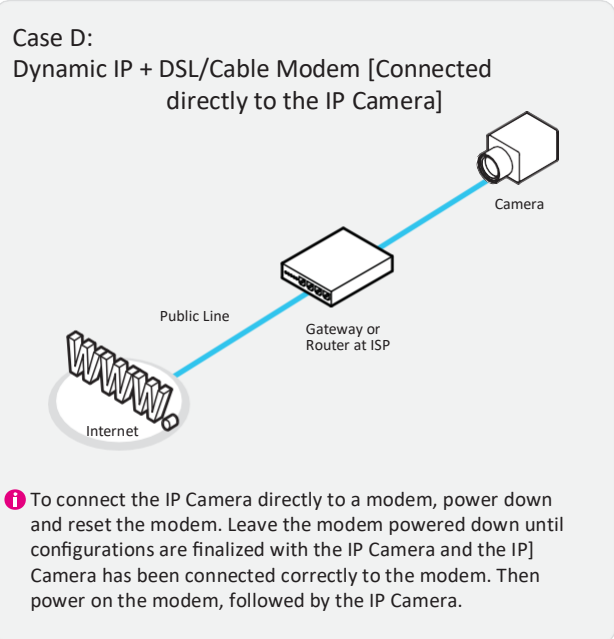 Case D:
Dynamic IP + DSL/Cable Modem [Connected
directly to the IP Camera]
Camera
Public Line
Gateway or
Router at ISP
WWW.
Internet
To connect the IP Camera directly to a modem, power down
and reset the modem. Leave the modem powered down until
configurations are finalized with the IP Camera and the IP]
Camera has been connected correctly to the modem. Then
power on the modem, followed by the IP Camera.